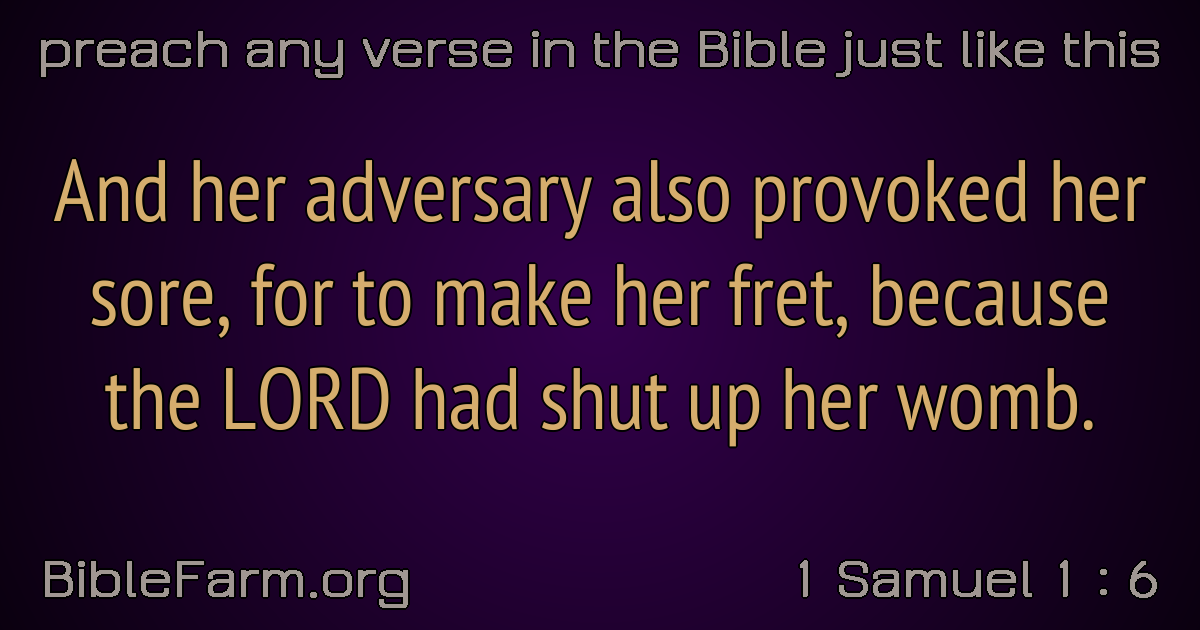 preach any verse in the Bible just like this
And her adversary also provoked her
sore, for to make her fret, because
the LORD had shut up her womb.
BibleFarm.org
1 Samuel 1 : 6